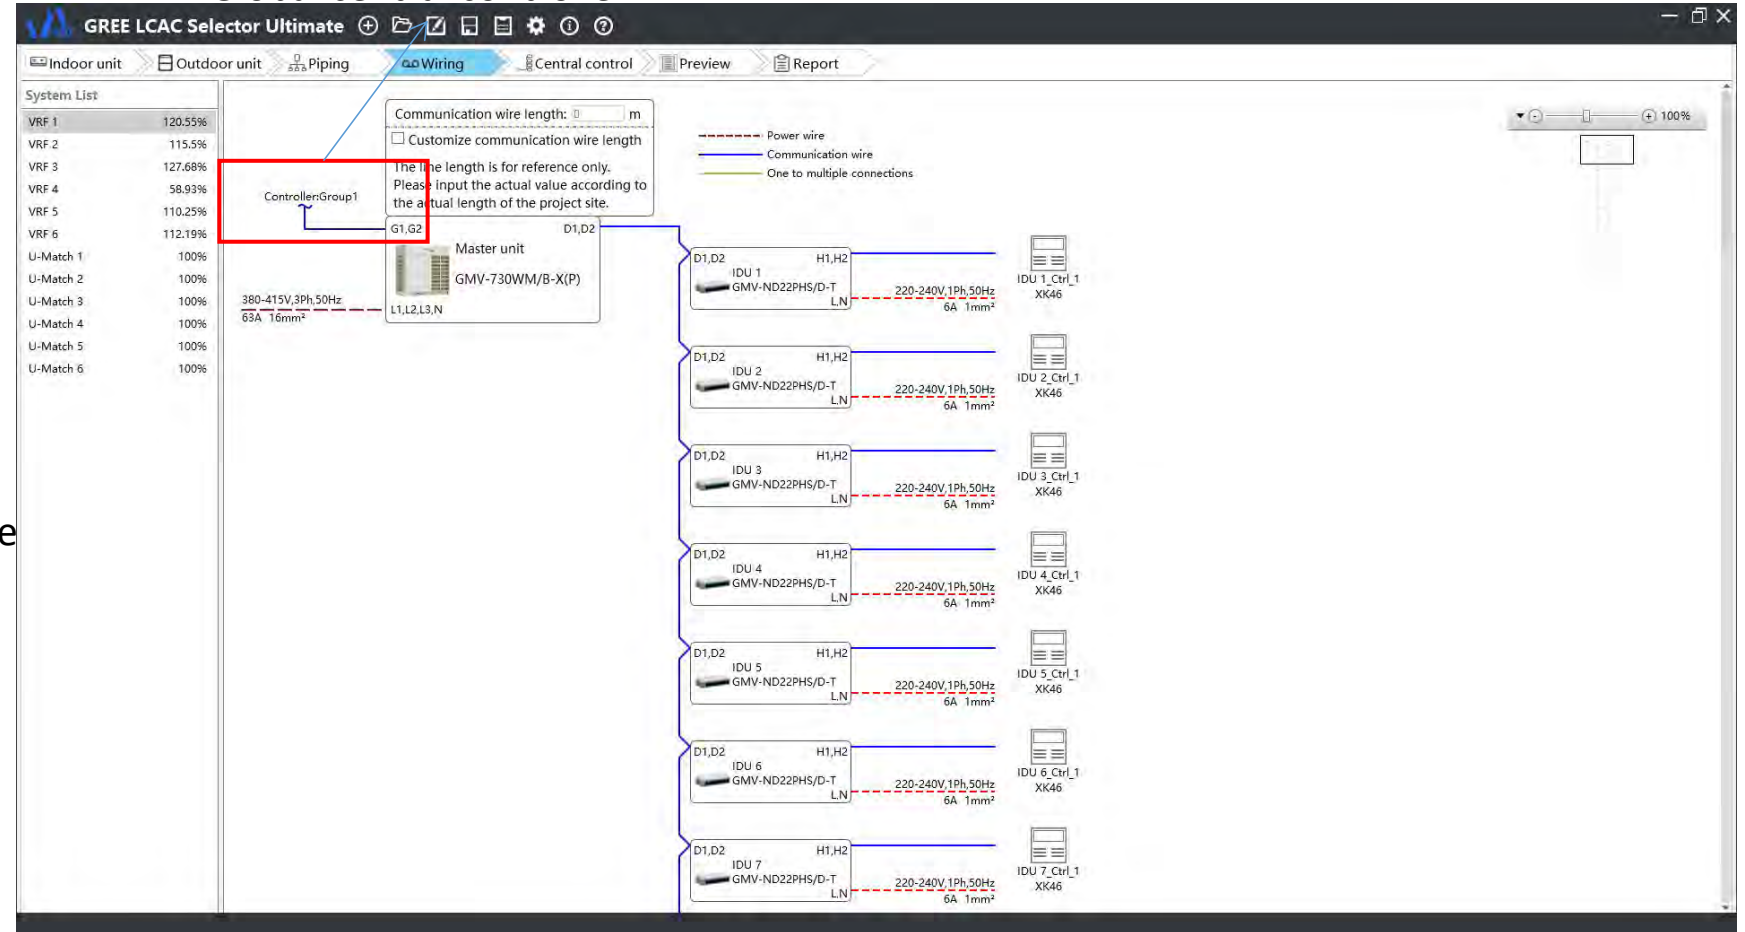 GREE LCAC Selector Ultimate
Indoor unit
Outdoor unit
Piping
Wiring
Central control
Preview
Report
System List
VRF 1 120.55%
VRF 2 115.5%
VRF 3 127.68%
VRF 4 58.93%
VRF 5 110.25%
VRF 6 112.19%
U-Match 1 100%
U-Match 2 100%
U-Match 3 100%
U-Match 4 100%
U-Match 5 100%
U-Match 6 100%
Communication wire length: 0 m
Customize communication wire length
The line length is for reference only.
Please input the actual value according to
the actual length of the project site.
Power wire
Communication wire
One to multiple connections
100%
Controller:Group1
G1,G2 D1,D2
Master unit
GMV-730WM/B-X(P)
L1,L2,L3,N
380-415V,3Ph,50Hz
63A 16mm²
D1,D2 H1,H2
IDU 1
GMV-ND22PHS/D-T
L,N
220-240V,1Ph,50Hz
6A 1mm²
IDU 1_Ctrl_1
XK46
D1,D2 H1,H2
IDU 2
GMV-ND22PHS/D-T
L,N
220-240V,1Ph,50Hz
6A 1mm²
IDU 2_Ctrl_1
XK46
D1,D2 H1,H2
IDU 3
GMV-ND22PHS/D-T
L,N
220-240V,1Ph,50Hz
6A 1mm²
IDU 3_Ctrl_1
XK46
D1,D2 H1,H2
IDU 4
GMV-ND22PHS/D-T
L,N
220-240V,1Ph,50Hz
6A 1mm²
IDU 4_Ctrl_1
XK46
D1,D2 H1,H2
IDU 5
GMV-ND22PHS/D-T
L,N
220-240V,1Ph,50Hz
6A 1mm²
IDU 5_Ctrl_1
XK46
D1,D2 H1,H2
IDU 6
GMV-ND22PHS/D-T
L,N
220-240V,1Ph,50Hz
6A 1mm²
IDU 6_Ctrl_1
XK46
D1,D2 H1,H2
IDU 7
GMV-ND22PHS/D-T
L,N
220-240V,1Ph,50Hz
6A 1mm²
IDU 7_Ctrl_1
XK46
e